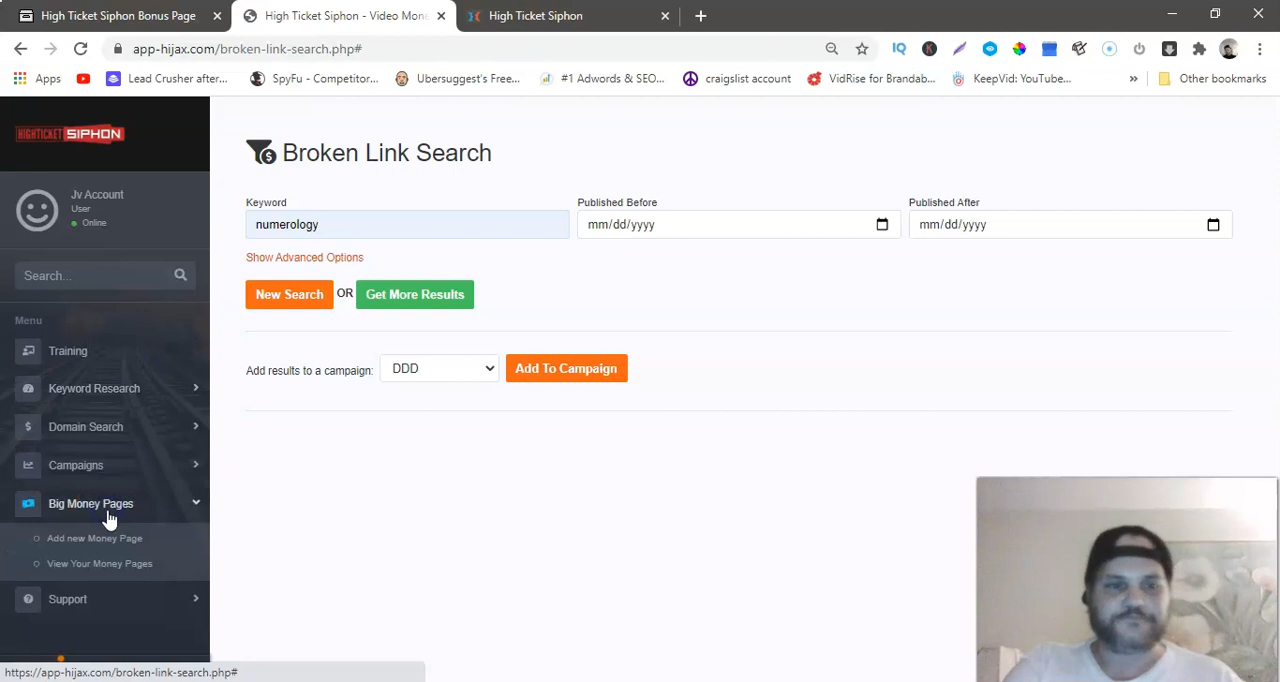 High Ticket Siphon Bonus Page
High Ticket Siphon - Video Mone
High Ticket Siphon
app-hijax.com/broken-link-search.php#
Apps
Lead Crusher after...
SpyFu - Competitor...
Ubersuggest's Free...
#1 Adwords & SEO...
craigslist account
VidRise for Brandab...
KeepVid: YouTube...
Other bookmarks
HIGHTICKET SIPHON
Jv Account
User
Online
Search...
Menu
Training
Keyword Research
Domain Search
Campaigns
Big Money Pages
Add new Money Page
View Your Money Pages
Support
Broken Link Search
Keyword
Published Before
Published After
numerology
mm/dd/yyyy
mm/dd/yyyy
Show Advanced Options
New Search OR Get More Results
Add results to a campaign: DDD Add To Campaign
https://app-hijax.com/broken-link-search.php#